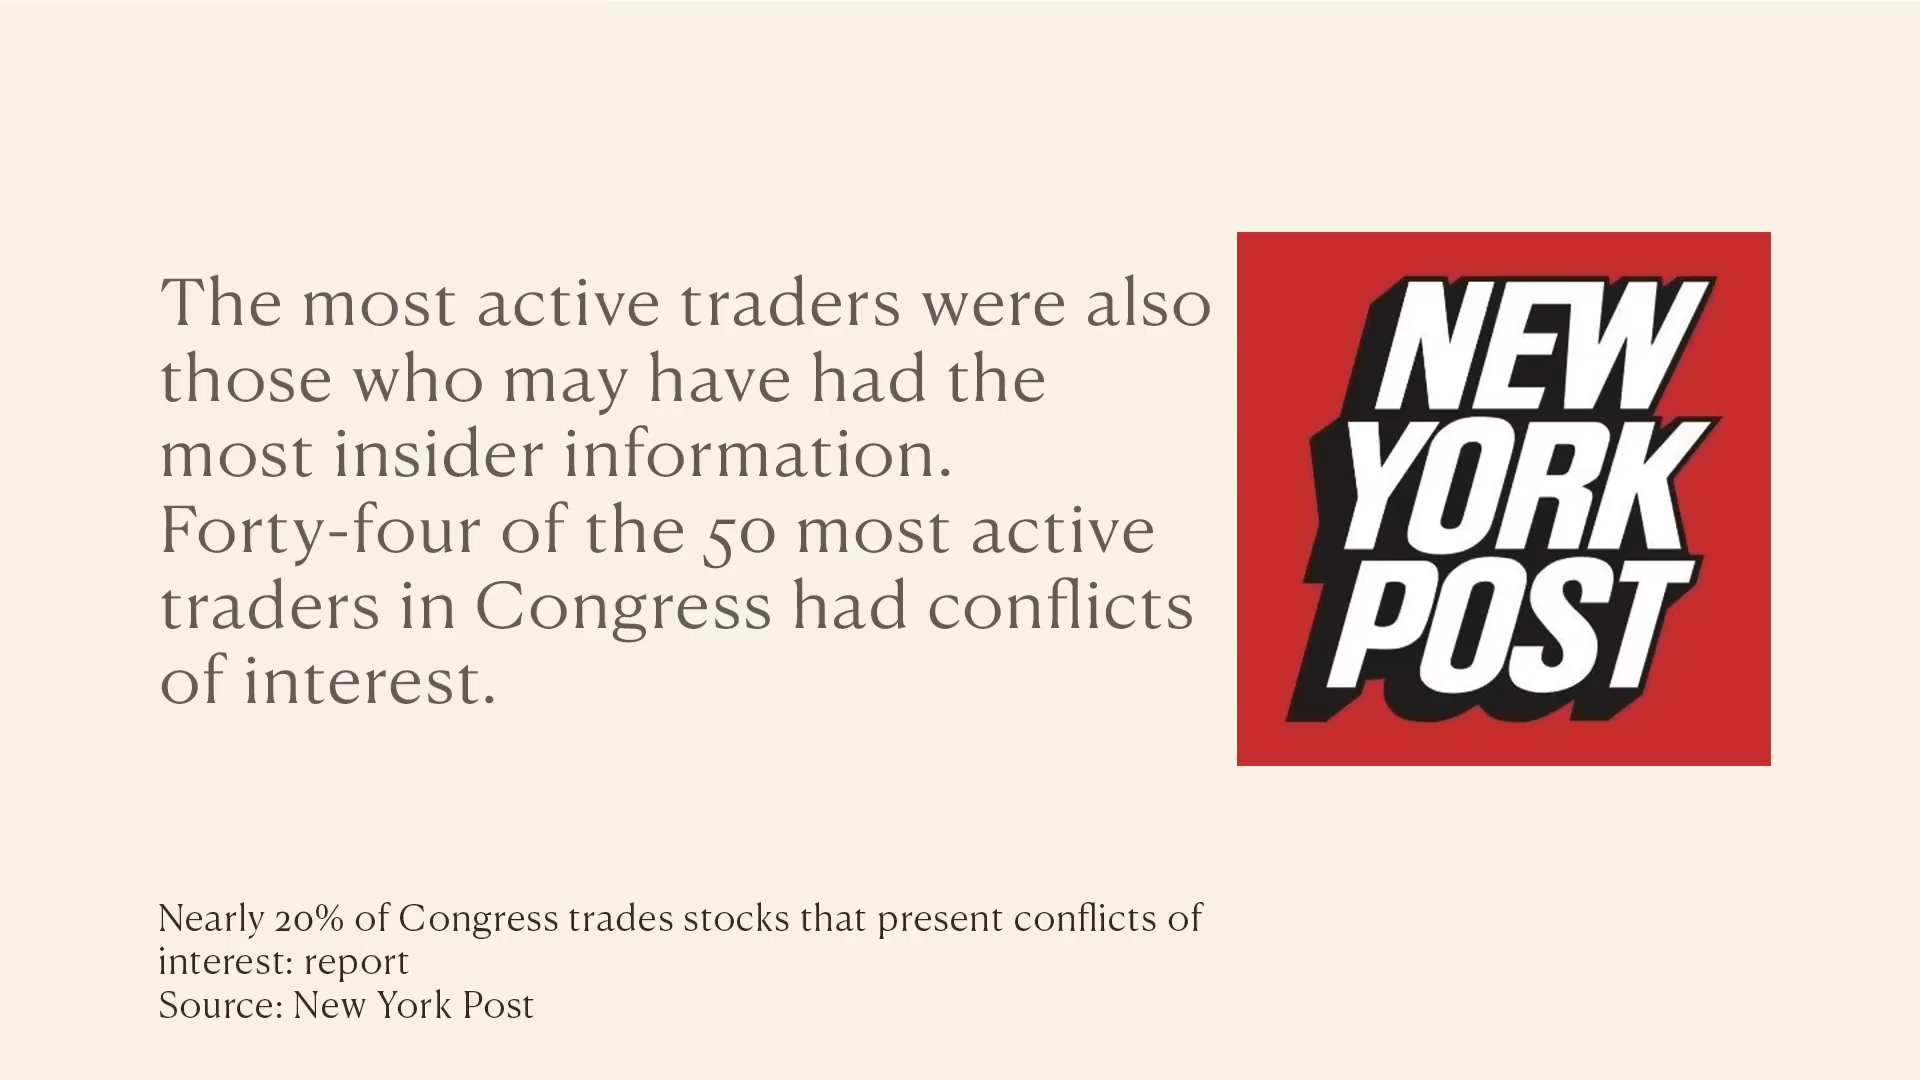 The most active traders were also
those who may have had the
most insider information.
Forty-four of the 50 most active
traders in Congress had conflicts
of interest.
NEW
YORK
POST
Nearly 20% of Congress trades stocks that present conflicts of
interest: report
Source: New York Post